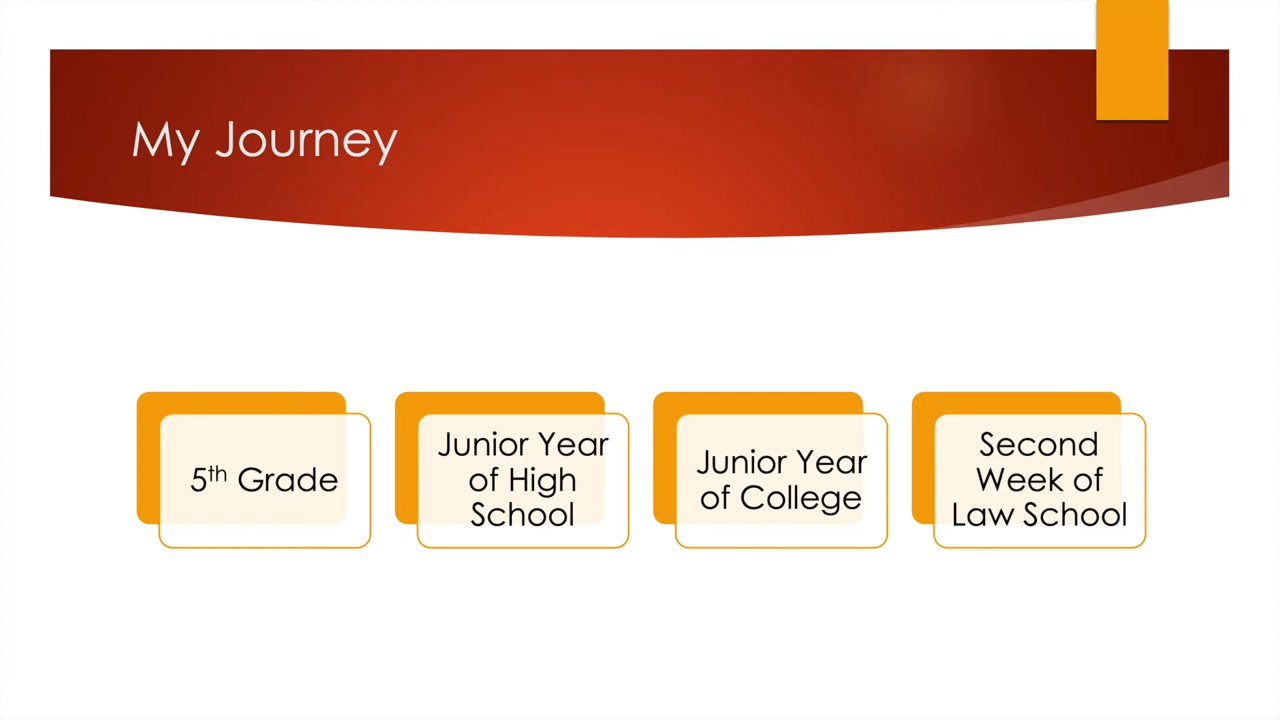 My Journey
5th Grade
Junior Year
of High
School
Junior Year
of College
Second
Week of
Law School